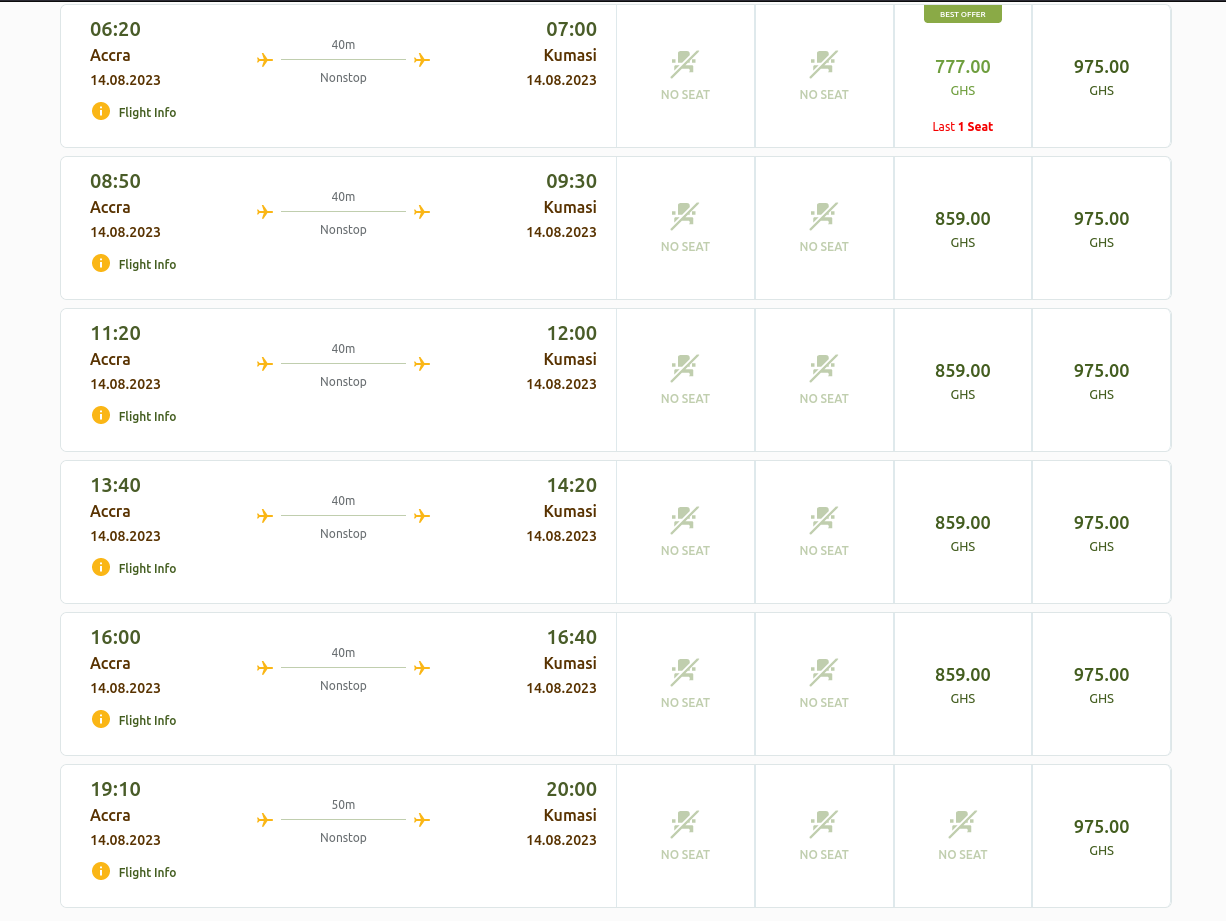 BEST OFFER
06:20 07:00
Accra 40m Kumasi 777.00 975.00
14.08.2023 Nonstop 14.08.2023 NO SEAT NO SEAT GHS GHS
Flight Info Last 1 Seat
08:50 09:30
Accra 40m Kumasi 859.00 975.00
14.08.2023 Nonstop 14.08.2023 NO SEAT NO SEAT GHS GHS
Flight Info
11:20 12:00
Accra 40m Kumasi 859.00 975.00
14.08.2023 Nonstop 14.08.2023 NO SEAT NO SEAT GHS GHS
Flight Info
13:40 14:20
Accra 40m Kumasi 859.00 975.00
14.08.2023 Nonstop 14.08.2023 NO SEAT NO SEAT GHS GHS
Flight Info
16:00 16:40
Accra 40m Kumasi 859.00 975.00
14.08.2023 Nonstop 14.08.2023 NO SEAT NO SEAT GHS GHS
Flight Info
19:10 20:00
Accra 50m Kumasi 975.00
14.08.2023 Nonstop 14.08.2023 NO SEAT NO SEAT NO SEAT GHS
Flight Info